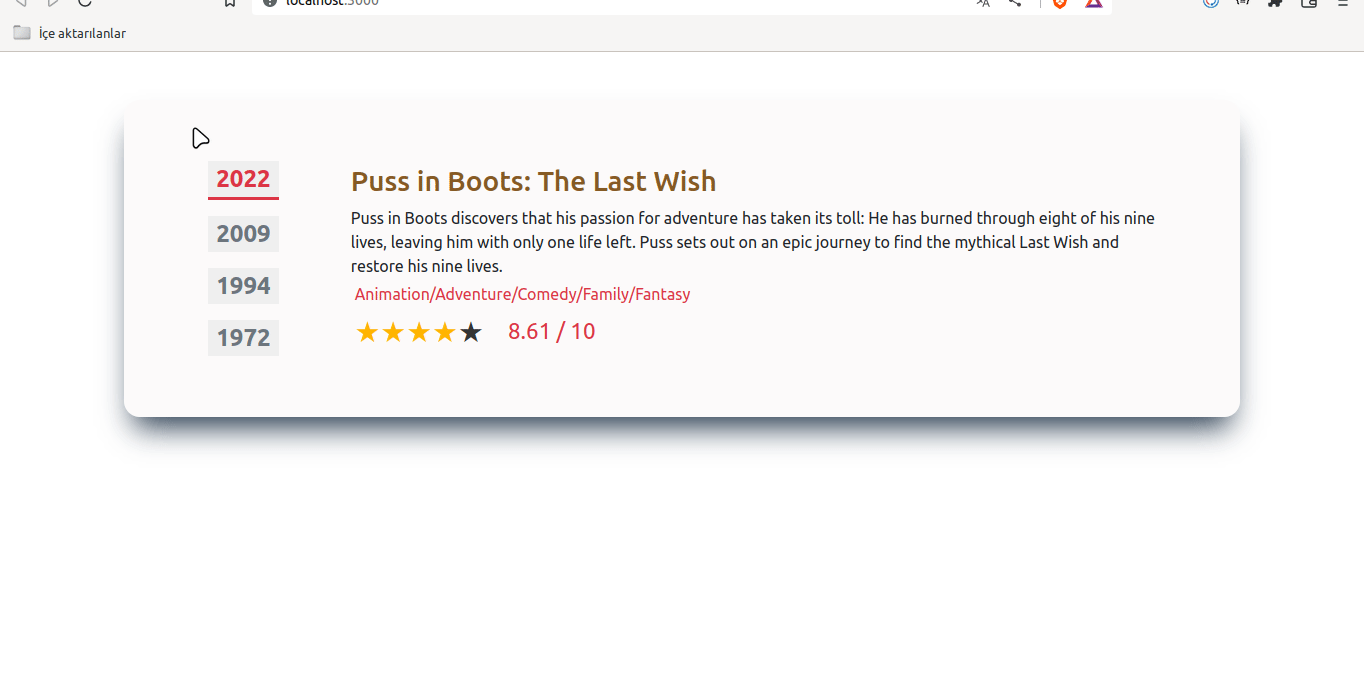 localhost:3000
İçe aktarılanlar
2022
2009
1994
1972
Puss in Boots: The Last Wish
Puss in Boots discovers that his passion for adventure has taken its toll: He has burned through eight of his nine
lives, leaving him with only one life left. Puss sets out on an epic journey to find the mythical Last Wish and
restore his nine lives.
Animation/Adventure/Comedy/Family/Fantasy
8.61 / 10